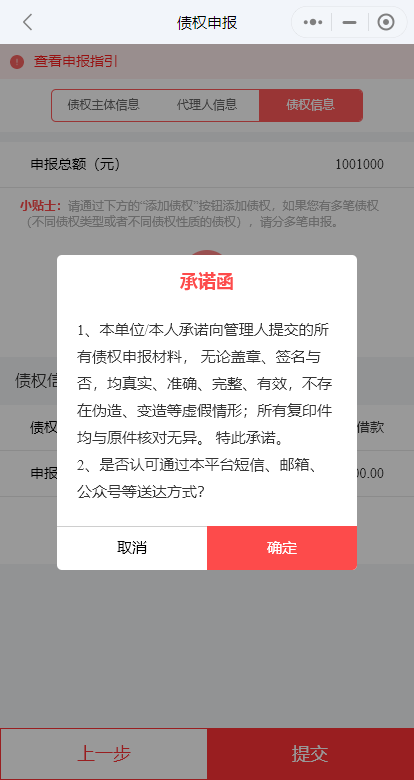 债权申报
查看申报指引
债权主体信息 代理人信息 债权信息
申报总额（元） 1001000
小贴士：请通过下方的“添加债权”按钮添加债权，如果您有多笔债权
（不同债权类型或者不同债权性质的债权），请分多笔申报。
承诺函
1、本单位/本人承诺向管理人提交的所
有债权申报材料， 无论盖章、签名与
否，均真实、准确、完整、有效，不存
在伪造、变造等虚假情形；所有复印件
均与原件核对无异。 特此承诺。
2、是否认可通过本平台短信、邮箱、
公众号等送达方式？
债权信
债权 借款
申报 00.00
取消 确定
上一步 提交